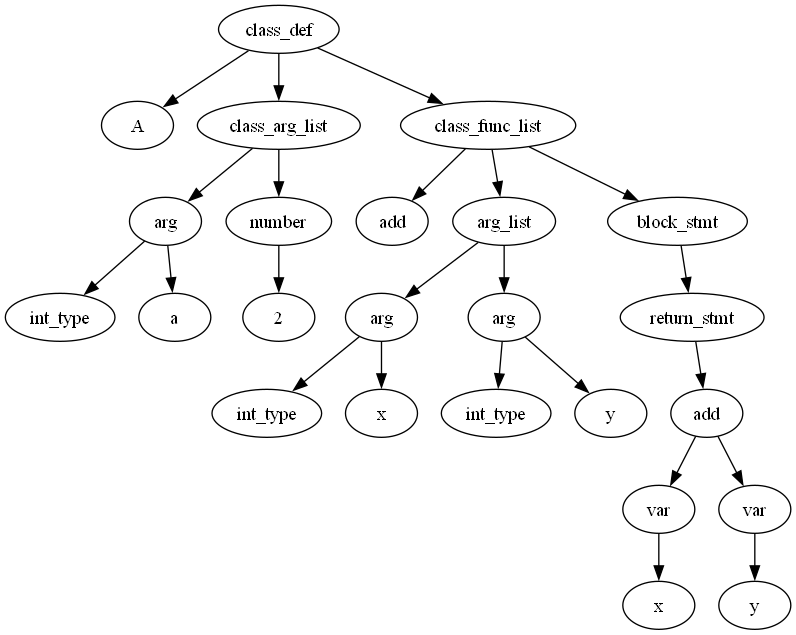 class_def
A
class_arg_list
class_func_list
arg
number
add
arg_list
block_stmt
int_type
a
2
arg
arg
return_stmt
int_type
x
int_type
y
add
var
var
x
y